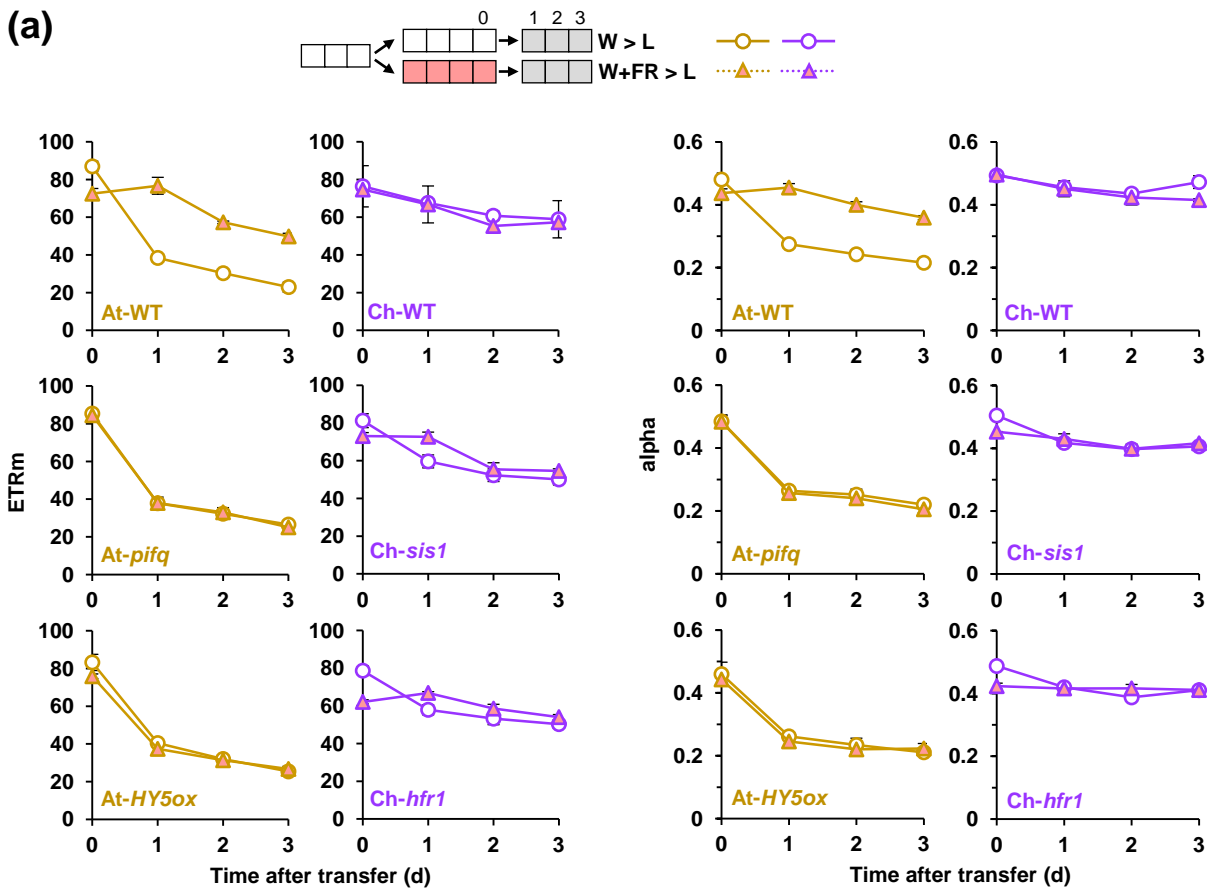 (a)
0 1 2 3
W > L
W+FR > L
100 100 0.6 0.6
80 80
60 60 0.4 0.4
40 40
0.2 0.2
20 20
At-WT Ch-WT At-WT Ch-WT
0 0 0 0
0 1 2 3 0 1 2 3 0 1 2 3 0 1 2 3
100 100 0.6 0.6
80 80
60 60 0.4 0.4
ETRm alpha
40 40
0.2 0.2
20 20
At-pifq Ch-sis1 At-pifq Ch-sis1
0 0 0 0
0 1 2 3 0 1 2 3 0 1 2 3 0 1 2 3
100 100 0.6 0.6
80 80
60 60 0.4 0.4
40 40
0.2 0.2
20 20
At-HY5ox Ch-hfr1 At-HY5ox Ch-hfr1
0 0 0 0
0 1 2 3 0 1 2 3 0 1 2 3 0 1 2 3
Time after transfer (d) Time after transfer (d)